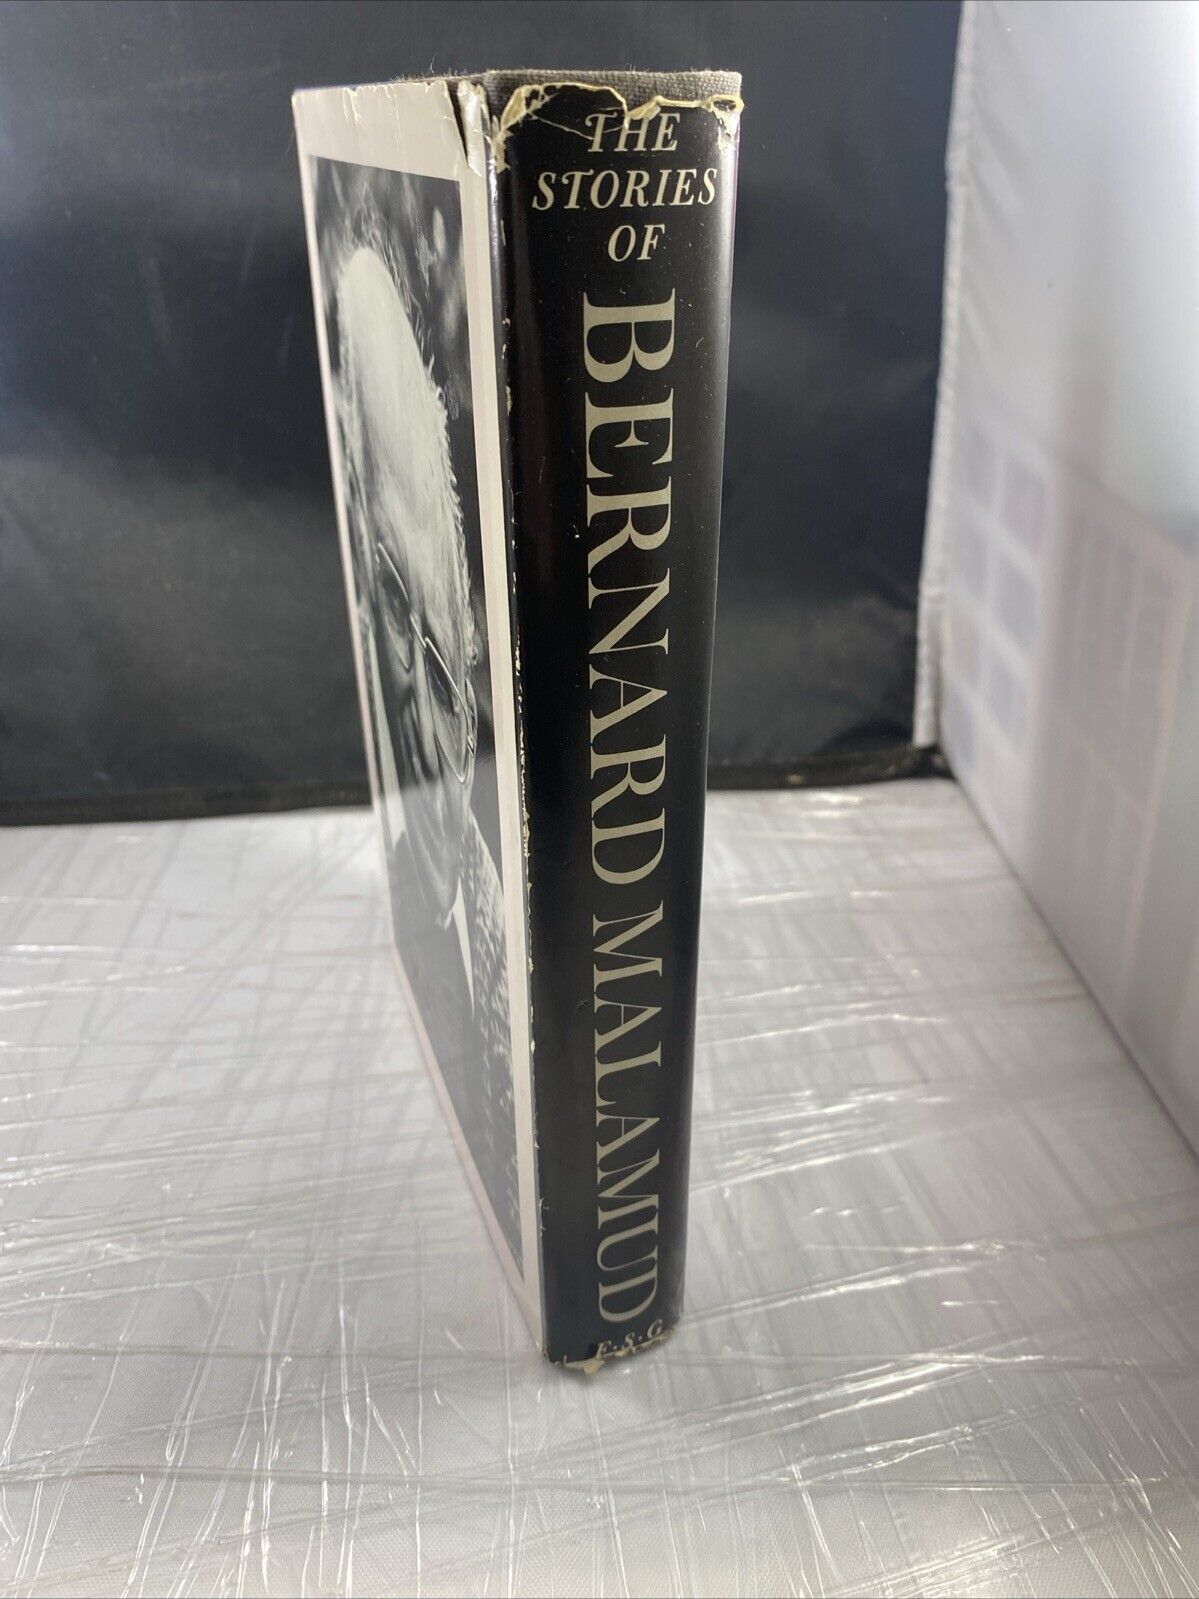 THE
STORIES
OF
BERNARD MALAMUD
F·S·G